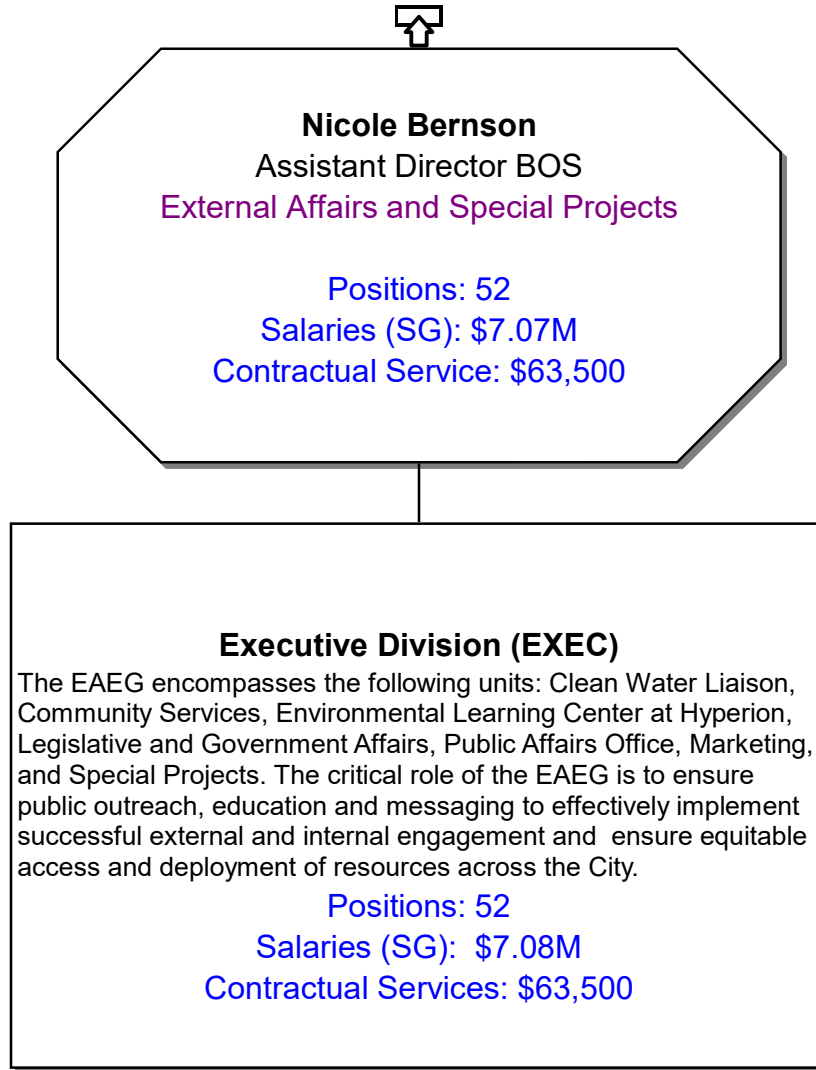 Nicole Bernson
Assistant Director BOS
External Affairs and Special Projects
Positions: 52
Salaries (SG): $7.07M
Contractual Service: $63,500
Executive Division (EXEC)
The EAEG encompasses the following units: Clean Water Liaison,
Community Services, Environmental Learning Center at Hyperion,
Legislative and Government Affairs, Public Affairs Office, Marketing,
and Special Projects. The critical role of the EAEG is to ensure
public outreach, education and messaging to effectively implement
successful external and internal engagement and  ensure equitable
access and deployment of resources across the City.
Positions: 52
Salaries (SG):  $7.08M
Contractual Services: $63,500